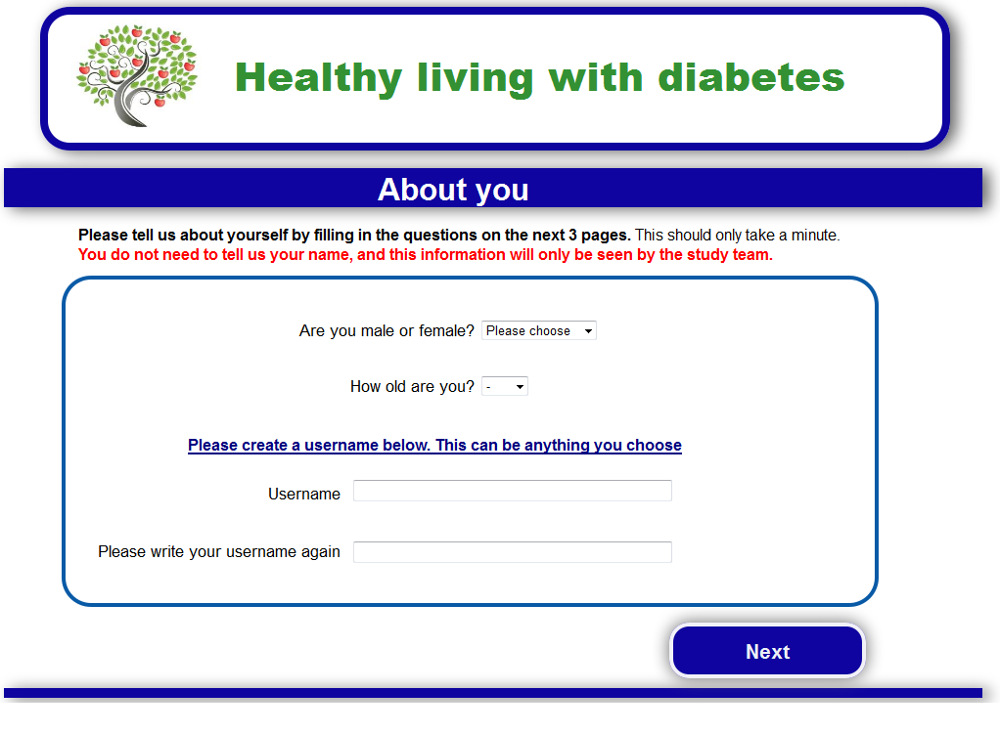 Healthy living with diabetes
About you
Please tell us about yourself by filling in the questions on the next 3 pages. This should only take a minute.
You do not need to tell us your name, and this information will only be seen by the study team.
Are you male or female? Please choose
How old are you? -
Please create a username below. This can be anything you choose
Username
Please write your username again
Next